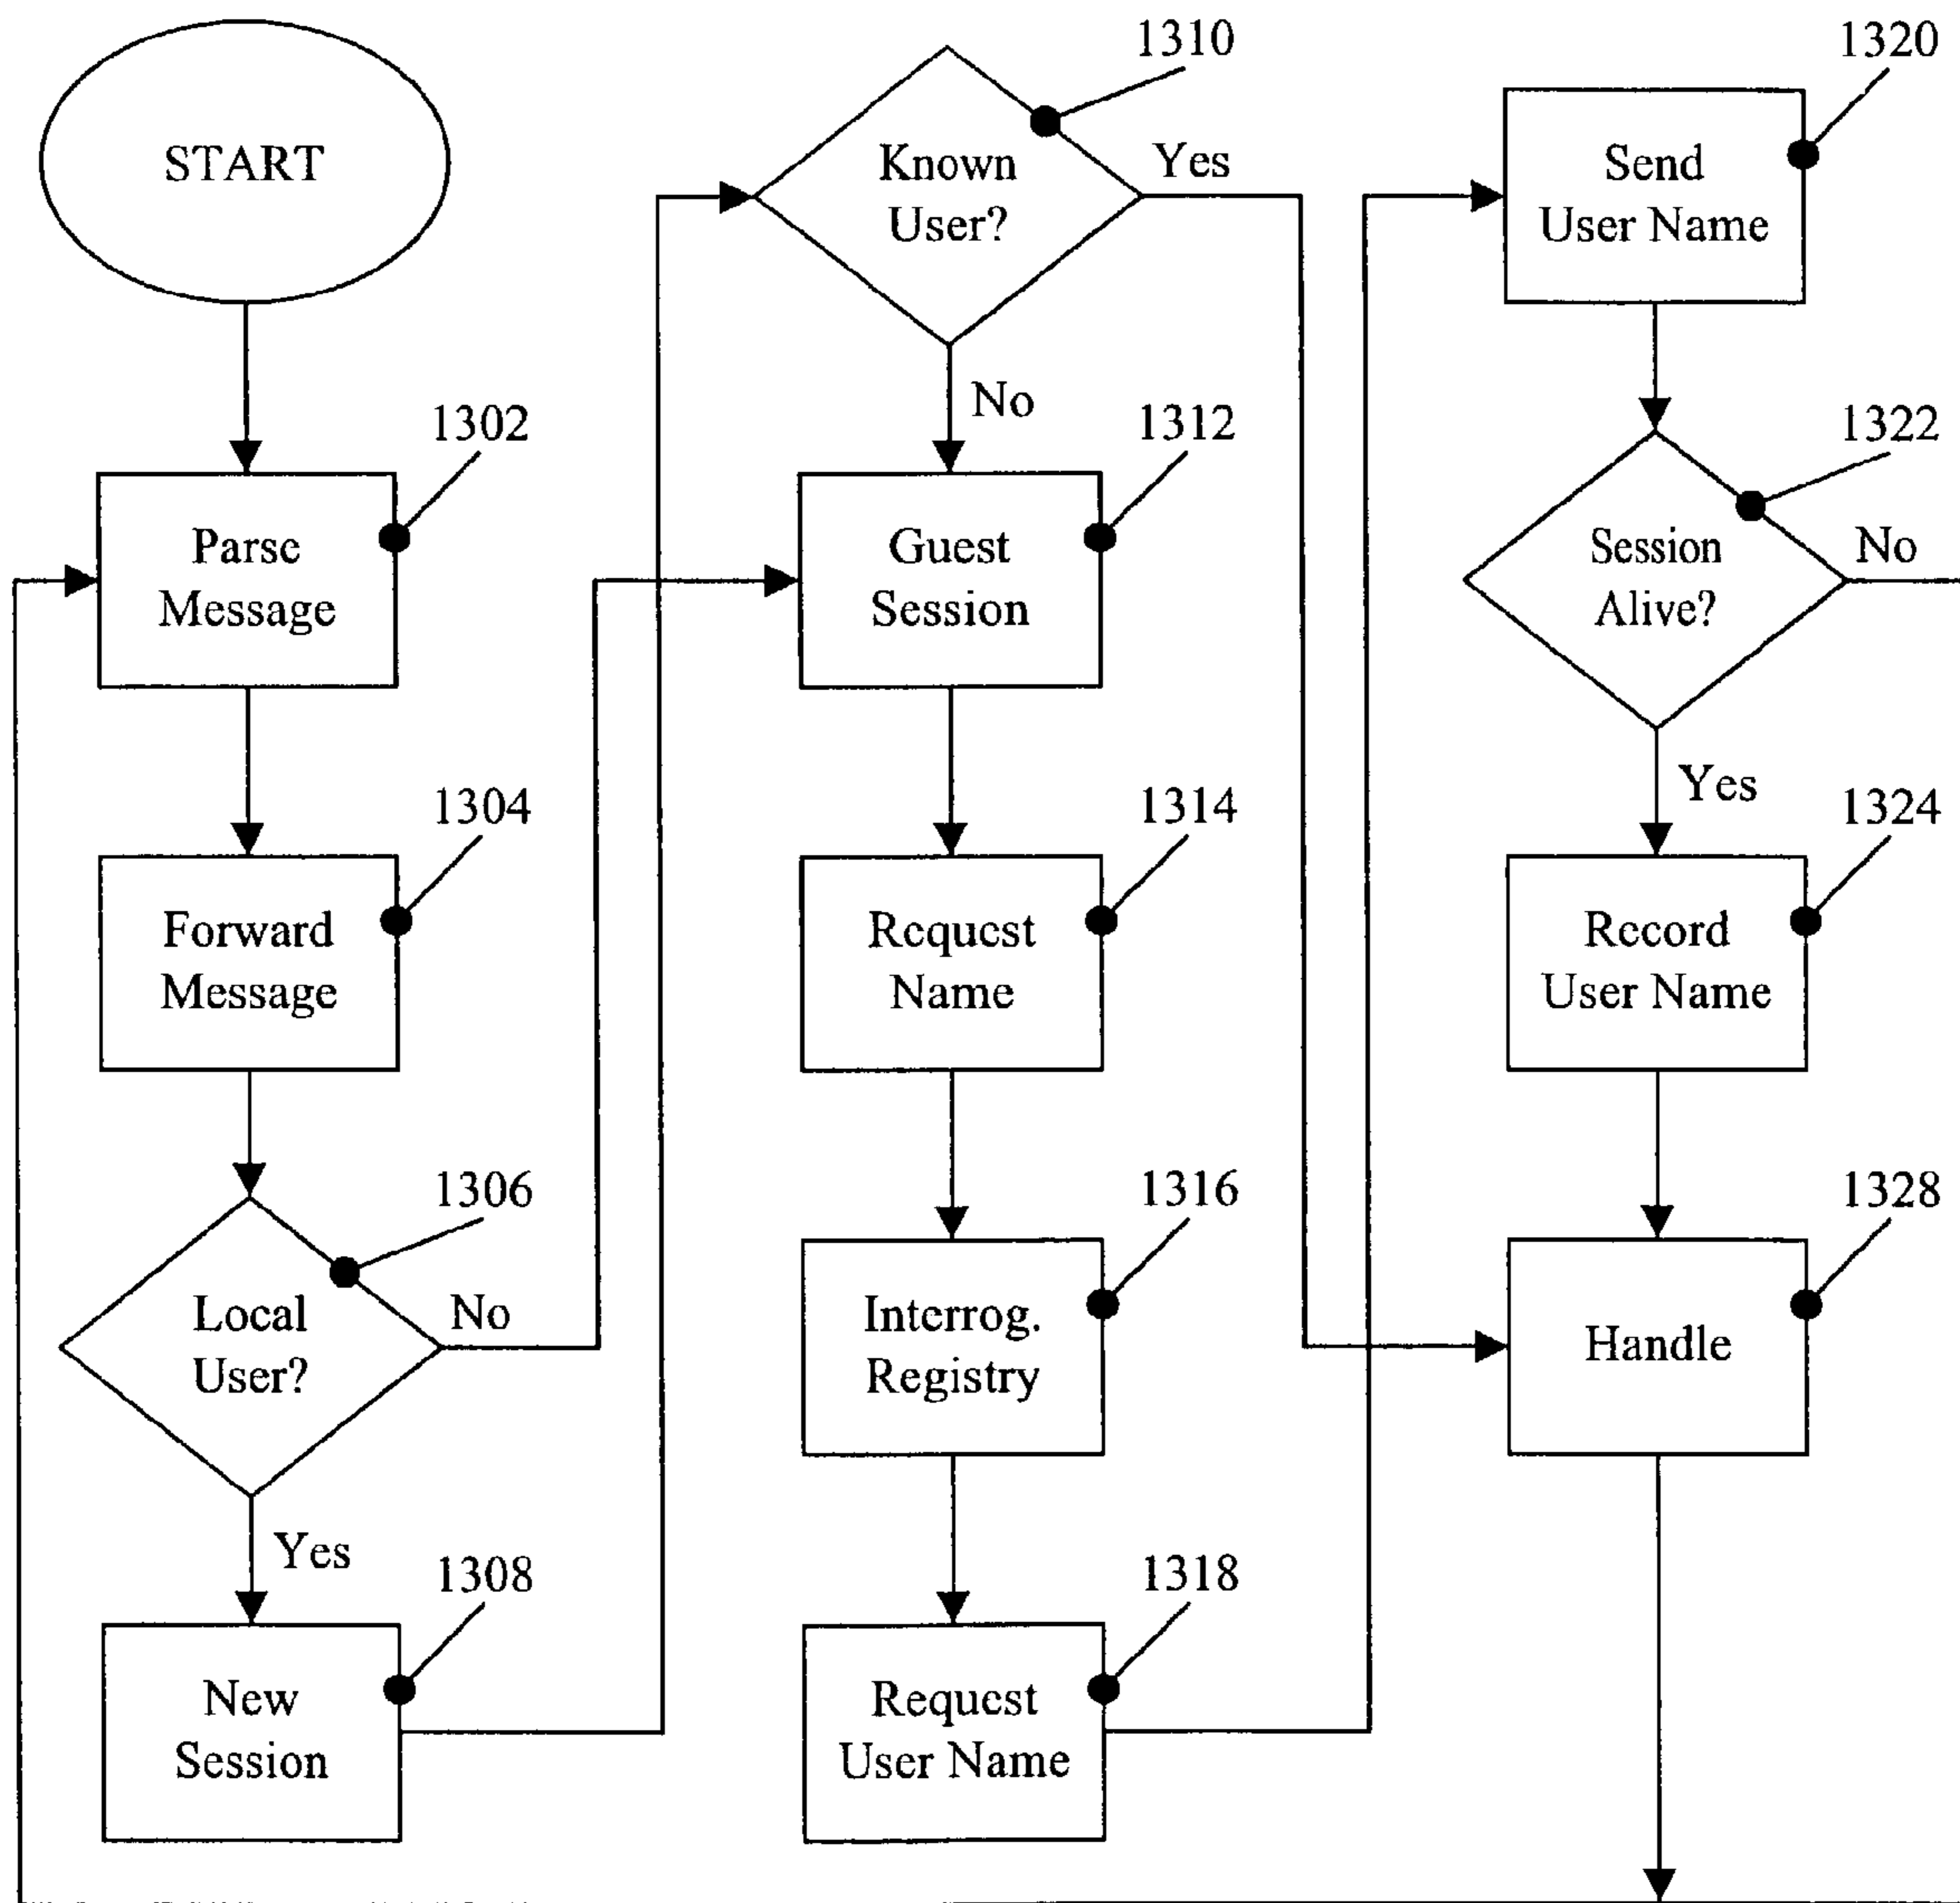 START
1302
Parse
Message
1304
Forward
Message
1306
Local
User?
No
Yes
1308
New
Session
1310
Known
User?
Yes
No
1312
Guest
Session
1314
Request
Name
1316
Interrog.
Registry
1318
Request
User Name
1320
Send
User Name
1322
Session
Alive?
No
Yes
1324
Record
User Name
1328
Handle